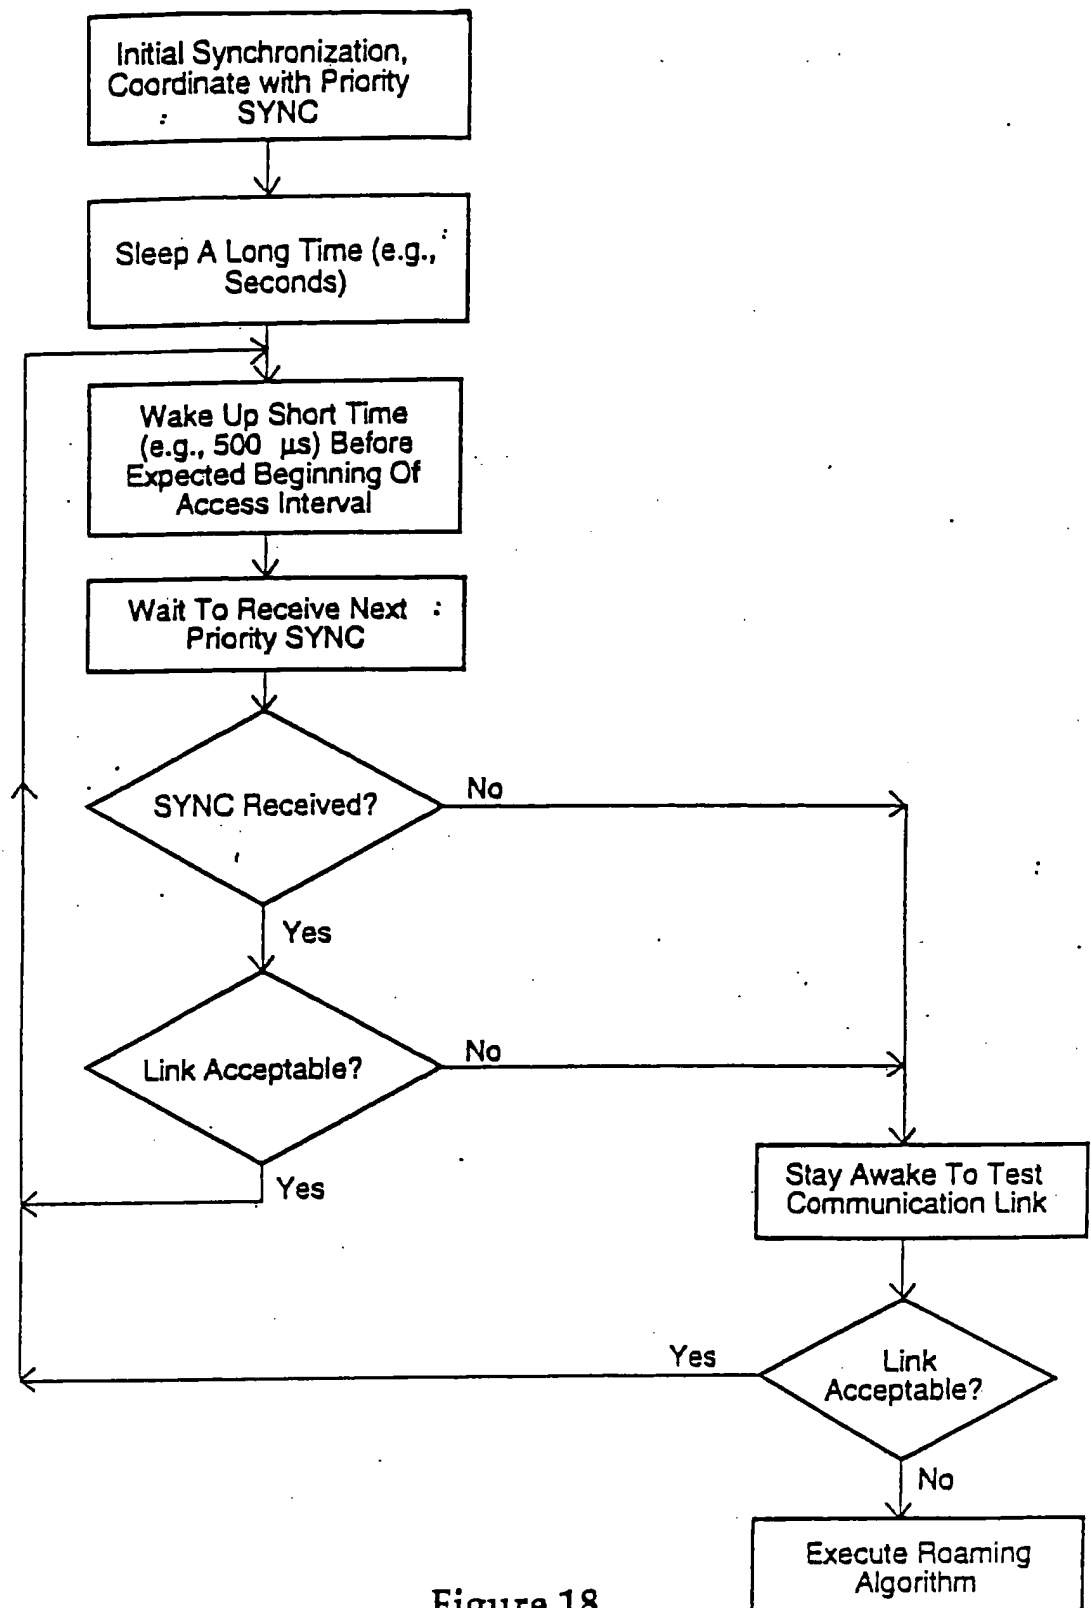 Initial Synchronization,
Coordinate with Priority
SYNC
Sleep A Long Time (e.g.,
Seconds)
Wake Up Short Time
(e.g., 500 µs) Before
Expected Beginning Of
Access Interval
Wait To Receive Next
Priority SYNC
SYNC Received?
No
Yes
Link Acceptable?
No
Yes
Stay Awake To Test
Communication Link
Link
Acceptable?
Yes
No
Execute Roaming
Algorithm
Figure 18